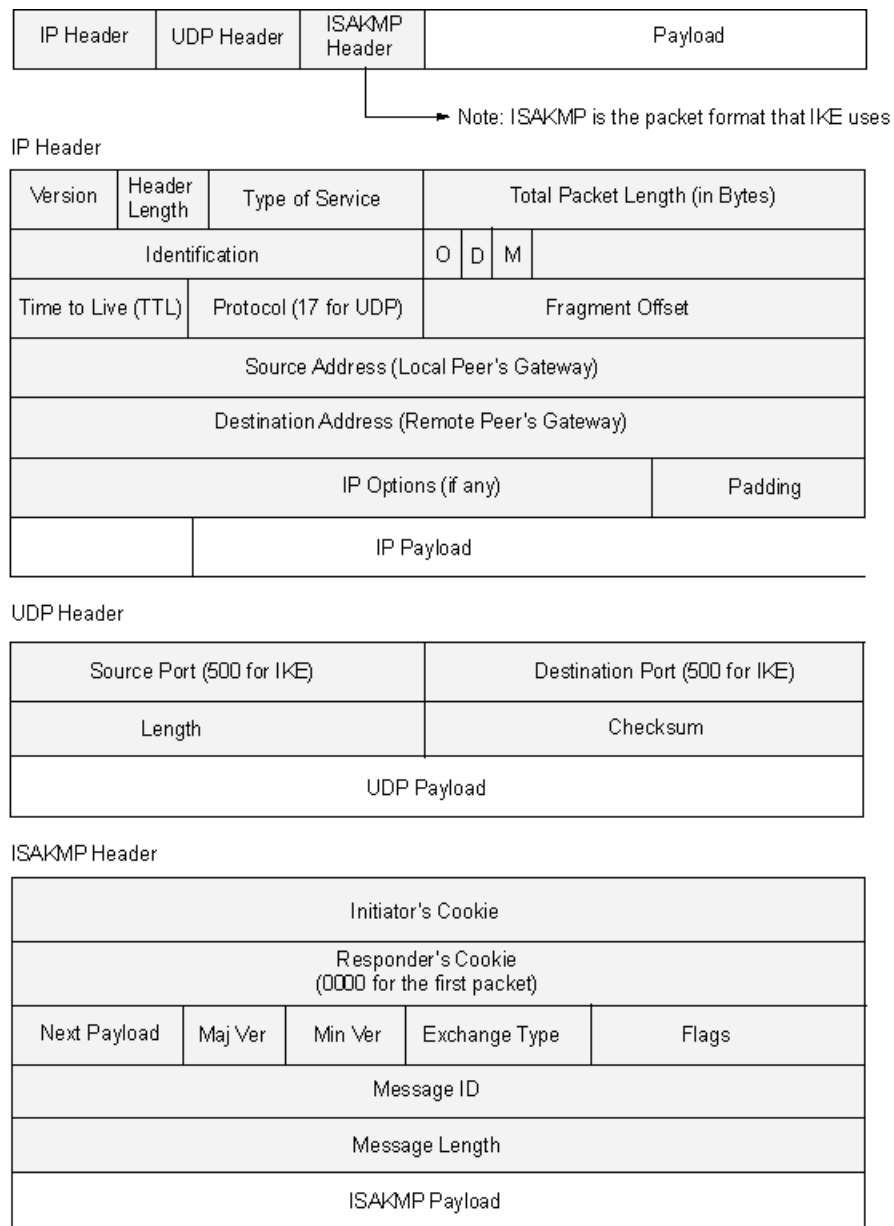 IP Header UDP Header ISAKMP Header Payload
Note: ISAKMP is the packet format that IKE uses
IP Header
Version Header Length Type of Service Total Packet Length (in Bytes)
Identification O D M
Time to Live (TTL) Protocol (17 for UDP) Fragment Offset
Source Address (Local Peer's Gateway)
Destination Address (Remote Peer's Gateway)
IP Options (if any) Padding
IP Payload
UDP Header
Source Port (500 for IKE) Destination Port (500 for IKE)
Length Checksum
UDP Payload
ISAKMP Header
Initiator's Cookie
Responder's Cookie
(0000 for the first packet)
Next Payload Maj Ver Min Ver Exchange Type Flags
Message ID
Message Length
ISAKMP Payload